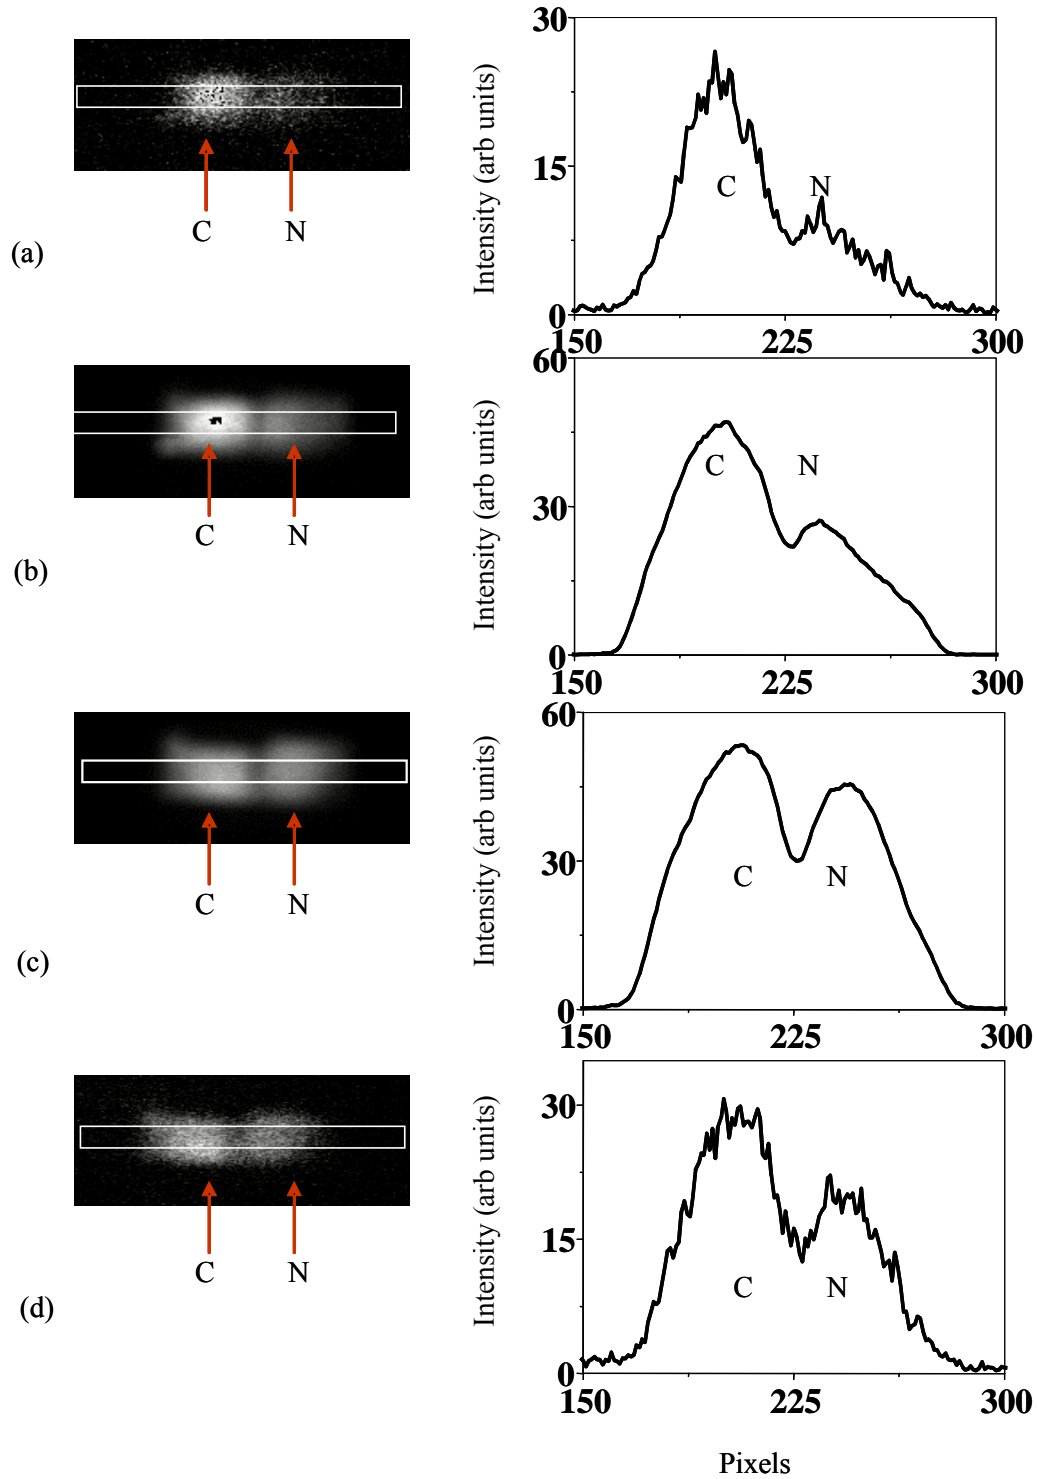 C N
(a)
Intensity (arb units)
30
15
0
C N
150 225 300
C N
(b)
Intensity (arb units)
60
30
0
C N
150 225 300
C N
(c)
Intensity (arb units)
60
30
0
C N
150 225 300
C N
(d)
Intensity (arb units)
30
15
0
C N
150 225 300
Pixels